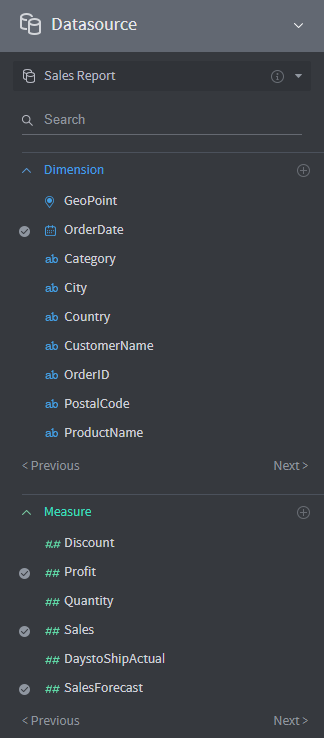 Datasource
Sales Report
Search
Dimension
GeoPoint
OrderDate
ab Category
ab City
ab Country
ab CustomerName
ab OrderID
ab PostalCode
ab ProductName
< Previous Next >
Measure
##.## Discount
## Profit
## Quantity
## Sales
## DaystoShipActual
## SalesForecast
< Previous Next >